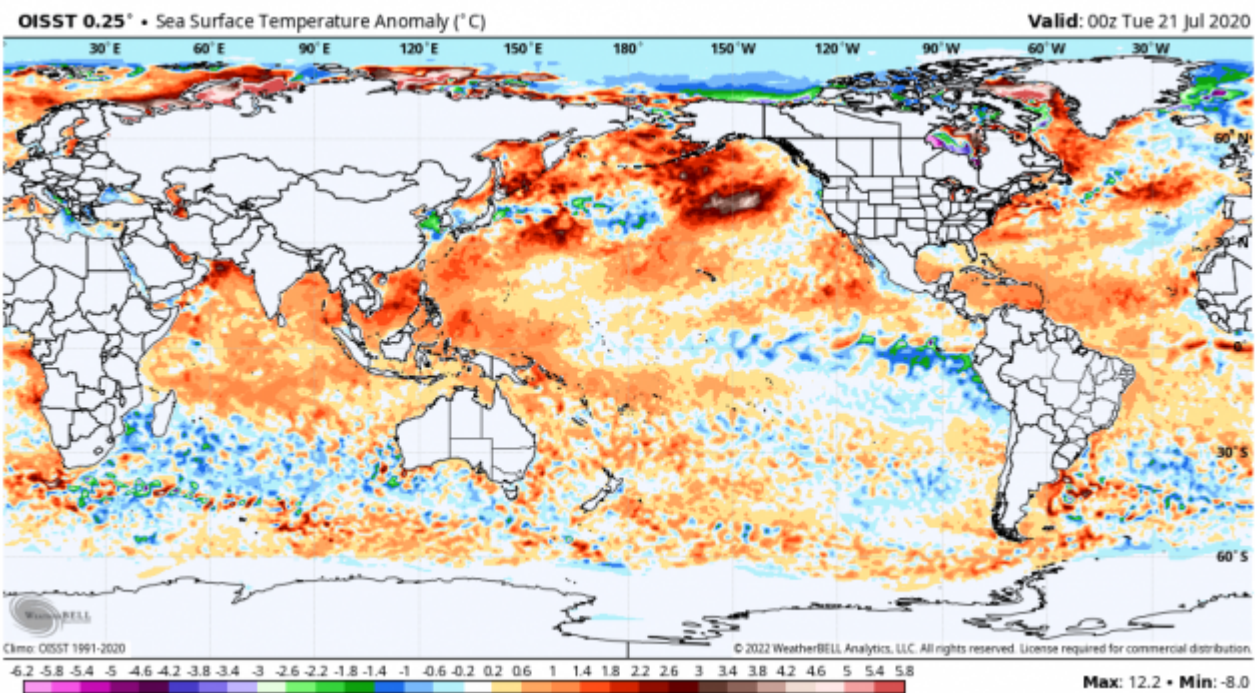 OISST 0.25° • Sea Surface Temperature Anomaly (°C)
Valid: 00z Tue 21 Jul 2020
30°E 60°E 90°E 120°E 150°E 180° 150°W 120°W 90°W 60°W 30°W
60°N
30°N
0°
30°S
60°S
WeatherBELL
Climo: OISST 1991-2020
© 2022 WeatherBELL Analytics, LLC. All rights reserved. License required for commercial distribution.
-6.2 -5.8 -5.4 -5 -4.6 -4.2 -3.8 -3.4 -3 -2.6 -2.2 -1.8 -1.4 -1 -0.6 -0.2 0.2 0.6 1 1.4 1.8 2.2 2.6 3 3.4 3.8 4.2 4.6 5 5.4 5.8
Max: 12.2 • Min: -8.0